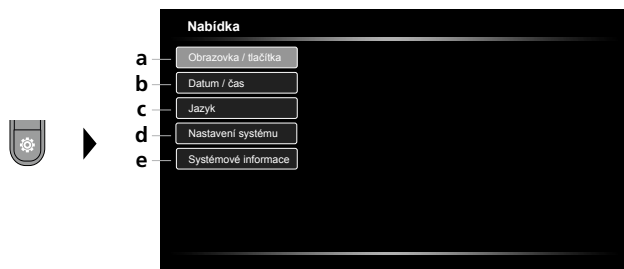 Nabídka
a Obrazovka / tlačítka
b Datum / čas
c Jazyk
d Nastavení systému
e Systémové informace